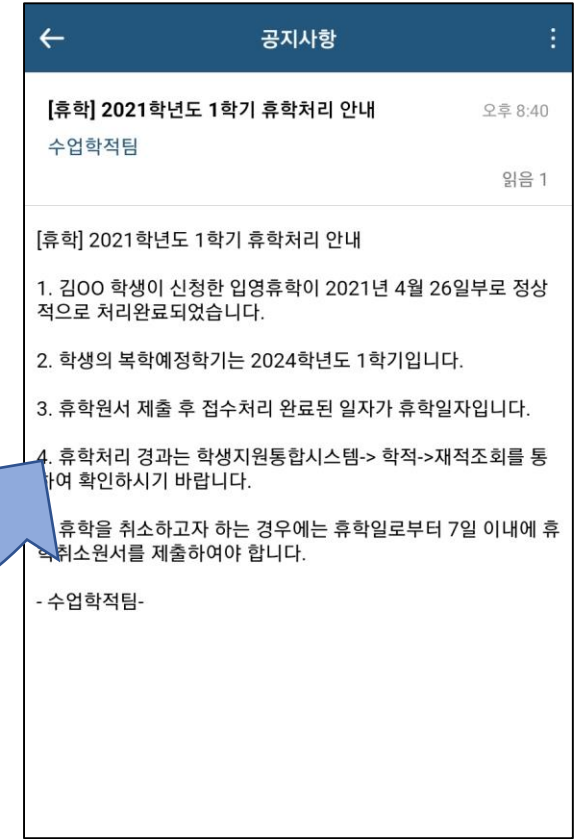 공지사항
[휴학] 2021학년도 1학기 휴학처리 안내
오후 8:40
수업학적팀
읽음 1
[휴학] 2021학년도 1학기 휴학처리 안내
1. 김OO 학생이 신청한 입영휴학이 2021년 4월 26일부로 정상
적으로 처리완료되었습니다.
2. 학생의 복학예정학기는 2024학년도 1학기입니다.
3. 휴학원서 제출 후 접수처리 완료된 일자가 휴학일자입니다.
4. 휴학처리 경과는 학생지원통합시스템-> 학적->재적조회를 통
하여 확인하시기 바랍니다.
휴학을 취소하고자 하는 경우에는 휴학일로부터 7일 이내에 휴
학취소원서를 제출하여야 합니다.
- 수업학적팀-